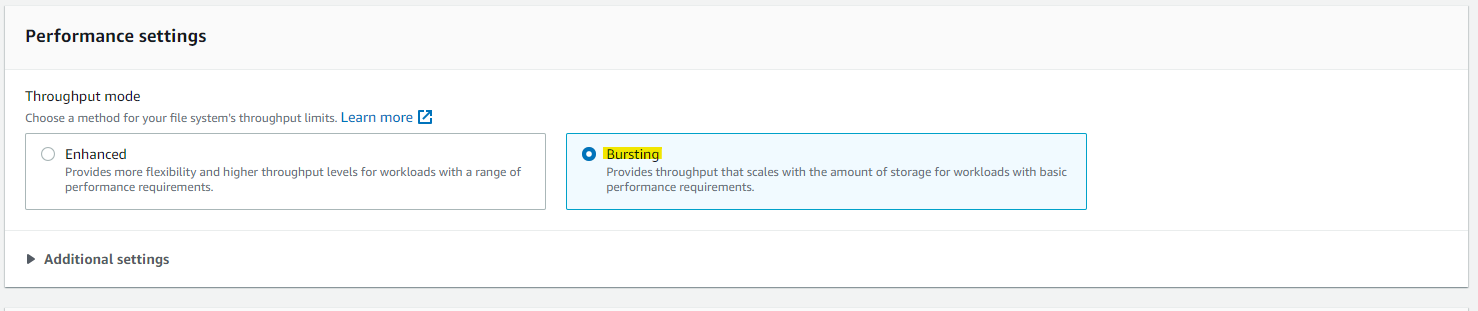 Performance settings
Throughput mode
Choose a method for your file system's throughput limits. Learn more
Enhanced
Provides more flexibility and higher throughput levels for workloads with a range of
performance requirements.
Bursting
Provides throughput that scales with the amount of storage for workloads with basic
performance requirements.
Additional settings